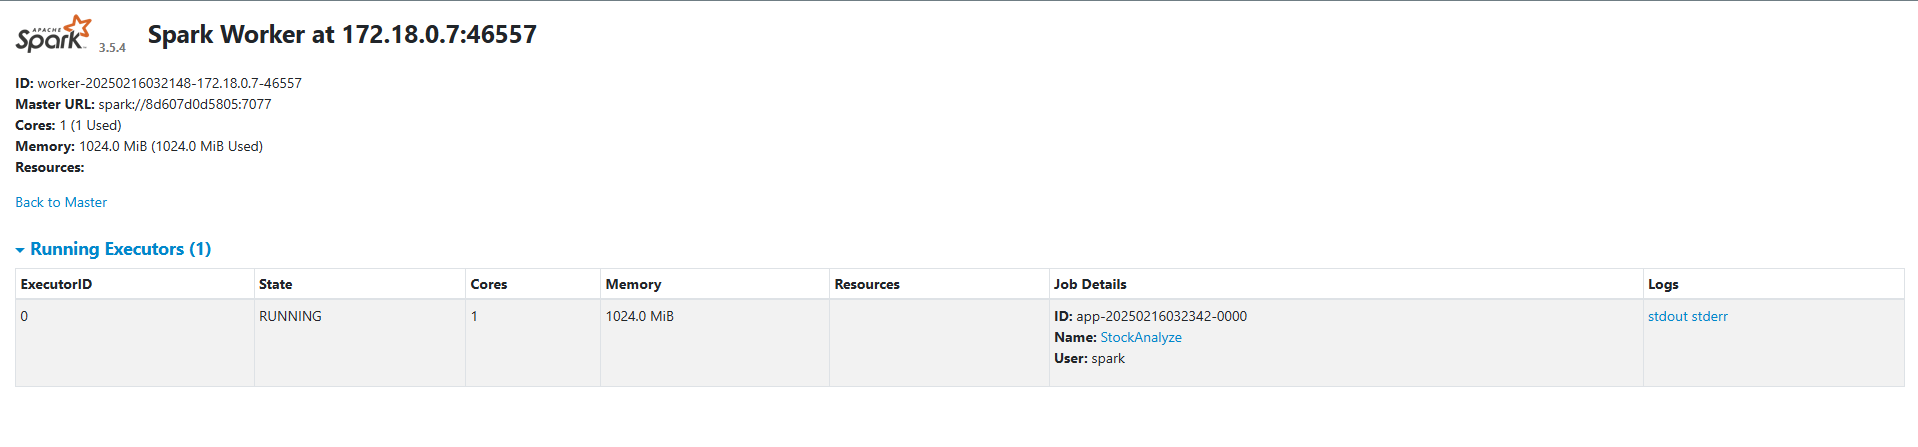 APACHE
Spark 3.5.4 Spark Worker at 172.18.0.7:46557
ID: worker-20250216032148-172.18.0.7-46557
Master URL: spark://8d607d0d5805:7077
Cores: 1 (1 Used)
Memory: 1024.0 MiB (1024.0 MiB Used)
Resources:
Back to Master
Running Executors (1)
ExecutorID State Cores Memory Resources Job Details Logs
0 RUNNING 1 1024.0 MiB ID: app-20250216032342-0000 stdout stderr
Name: StockAnalyze
User: spark